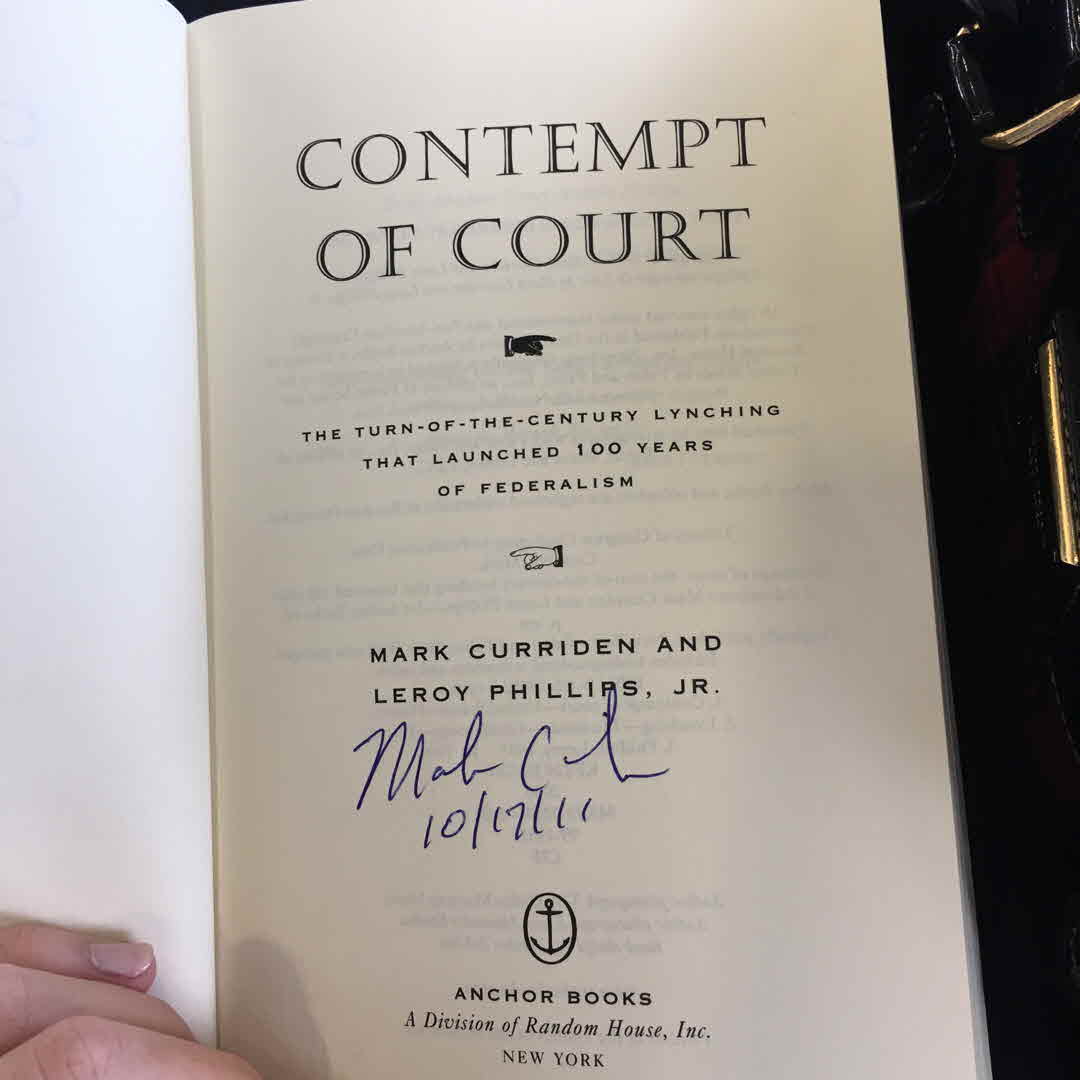 CONTEMPT
OF COURT
THE TURN-OF-THE-CENTURY LYNCHING
THAT LAUNCHED 100 YEARS
OF FEDERALISM
MARK CURRIDEN AND
LEROY PHILLIPS, JR.
10/17/11
ANCHOR BOOKS
A Division of Random House, Inc.
NEW YORK